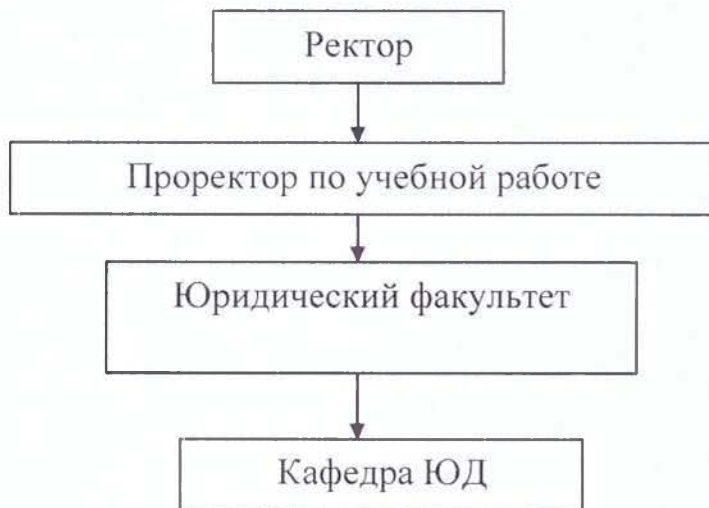 Ректор
Проректор по учебной работе
Юридический факультет
Кафедра ЮД